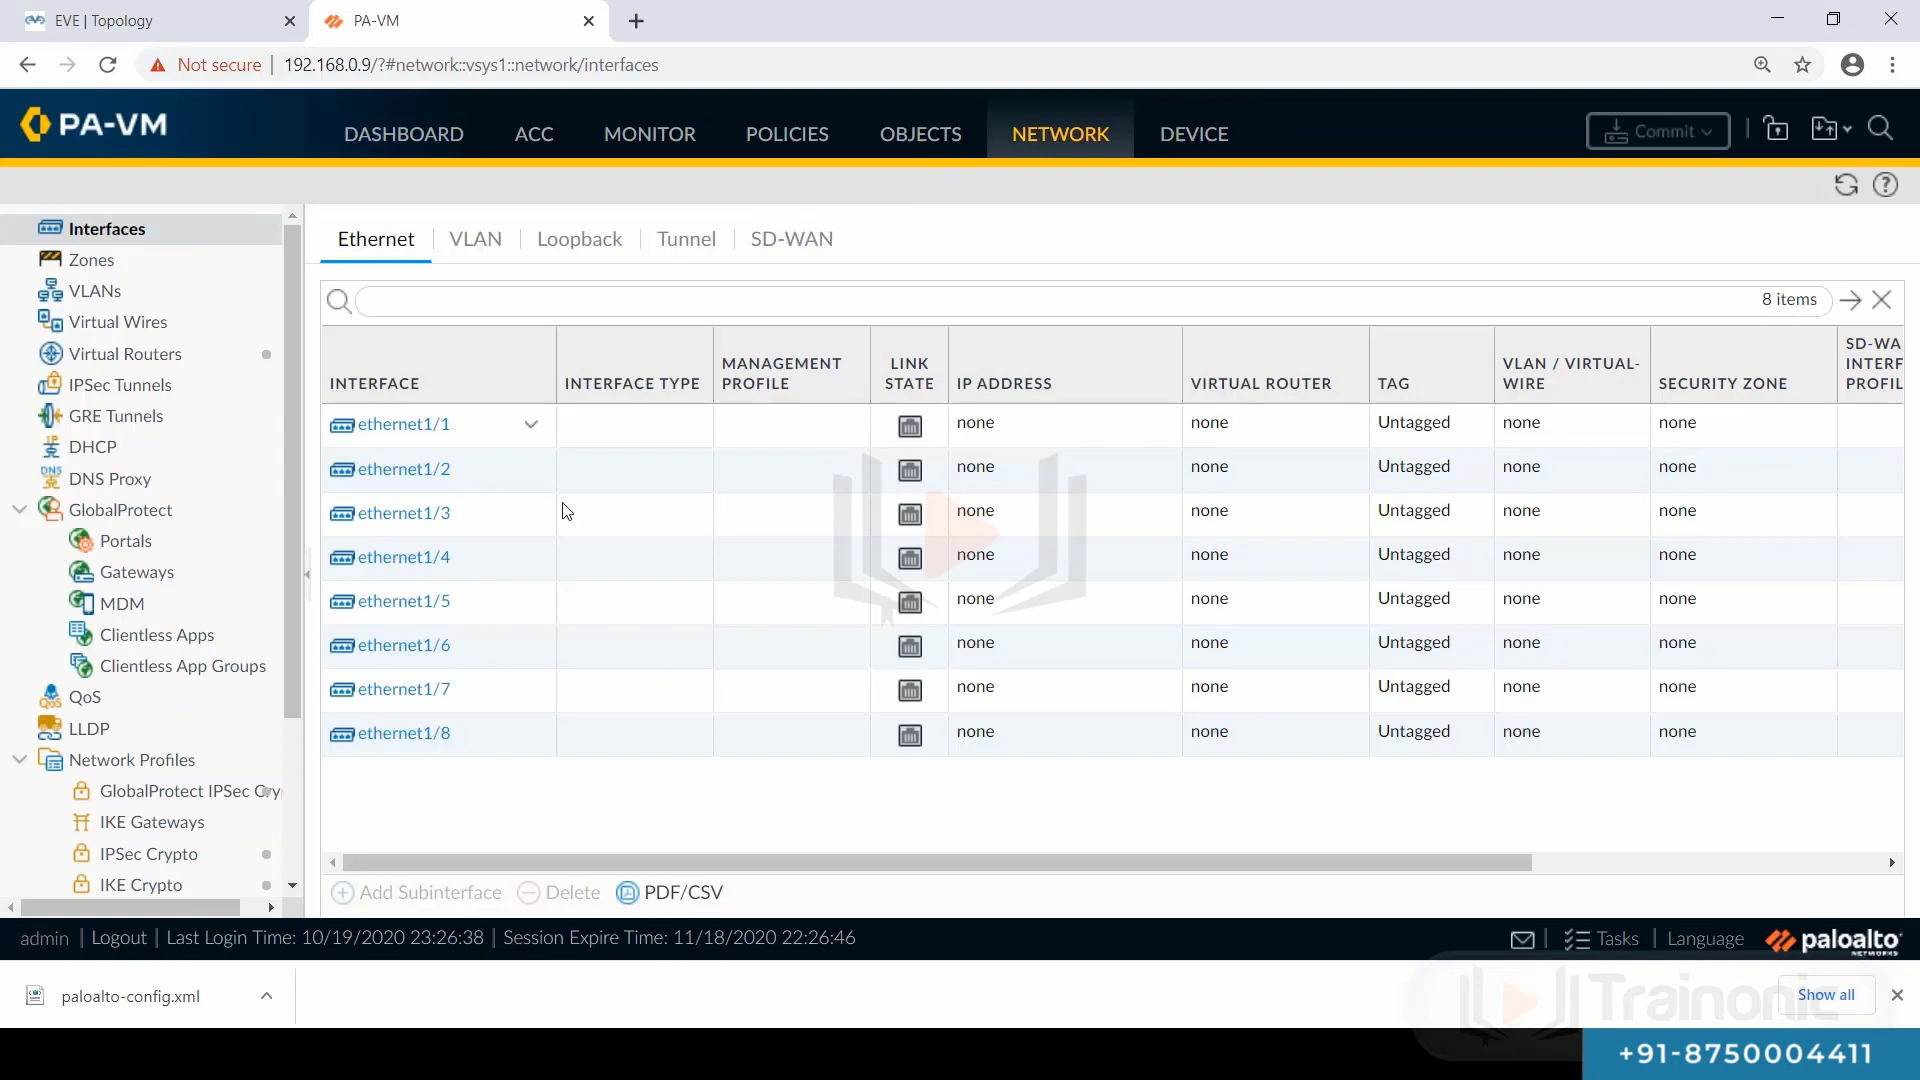 EVE | Topology
PA-VM
Not secure
192.168.0.9/?#network::vsys1::network/interfaces
PA-VM
DASHBOARD
ACC
MONITOR
POLICIES
OBJECTS
NETWORK
DEVICE
Commit
Interfaces
Zones
VLANs
Virtual Wires
Virtual Routers
IPSec Tunnels
GRE Tunnels
DHCP
DNS Proxy
GlobalProtect
Portals
Gateways
MDM
Clientless Apps
Clientless App Groups
QoS
LLDP
Network Profiles
GlobalProtect IPSec Cryp
IKE Gateways
IPSec Crypto
IKE Crypto
Ethernet
VLAN
Loopback
Tunnel
SD-WAN
8 items
INTERFACE
INTERFACE TYPE
MANAGEMENT
PROFILE
LINK
STATE
IP ADDRESS
VIRTUAL ROUTER
TAG
VLAN / VIRTUAL-
WIRE
SECURITY ZONE
SD-WA
INTERF
PROFIL
ethernet1/1 none none Untagged none none
ethernet1/2 none none Untagged none none
ethernet1/3 none none Untagged none none
ethernet1/4 none none Untagged none none
ethernet1/5 none none Untagged none none
ethernet1/6 none none Untagged none none
ethernet1/7 none none Untagged none none
ethernet1/8 none none Untagged none none
Add Subinterface
Delete
PDF/CSV
admin | Logout | Last Login Time: 10/19/2020 23:26:38 | Session Expire Time: 11/18/2020 22:26:46
Tasks | Language
paloalto
NETWORKS
paloalto-config.xml
Show all
Trainonic
+91-8750004411